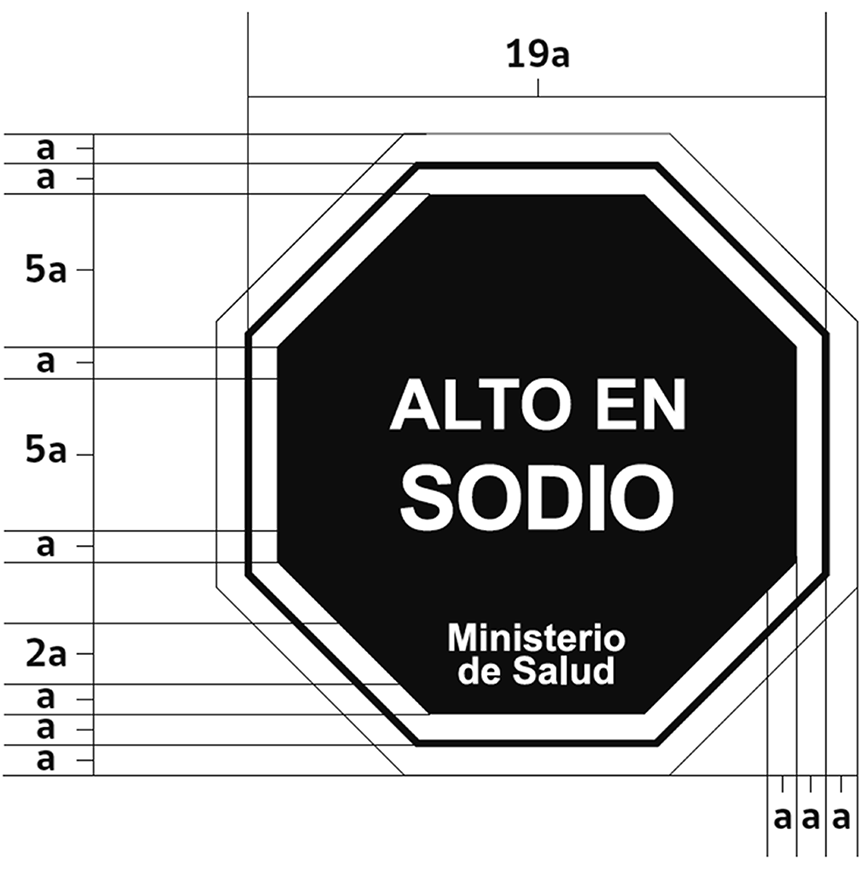 19a
a
a
5a
a
5a
a
2a
a
a
a
ALTO EN
SODIO
Ministerio
de Salud
a a a